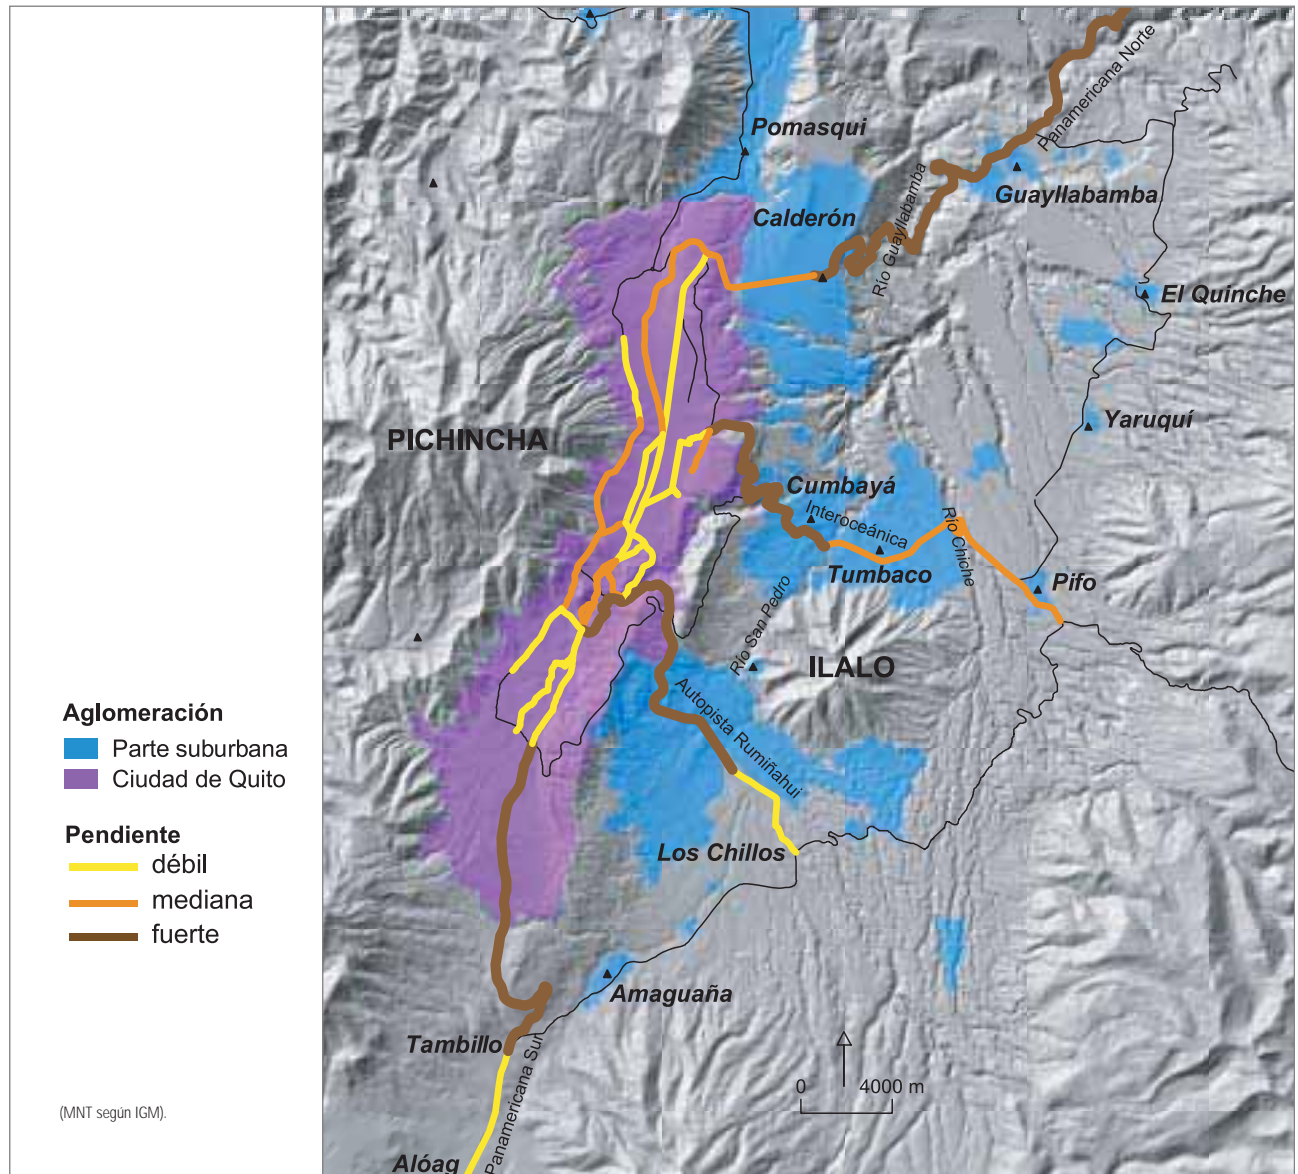 Panamericana Norte
Pomasqui
Guayllabamba
Calderón
Río Guayllabamba
El Quinche
PICHINCHA
Yaruquí
Cumbayá
Interoceánica
Río Chiche
Tumbaco
Pifo
Río San Pedro
ILALO
Autopista Rumiñahui
Aglomeración
Parte suburbana
Ciudad de Quito
Pendiente
débil
mediana
fuerte
Los Chillos
Amaguaña
Tambillo
Panamericana Sur
0 4000 m
(MNT según IGM).
Alóag